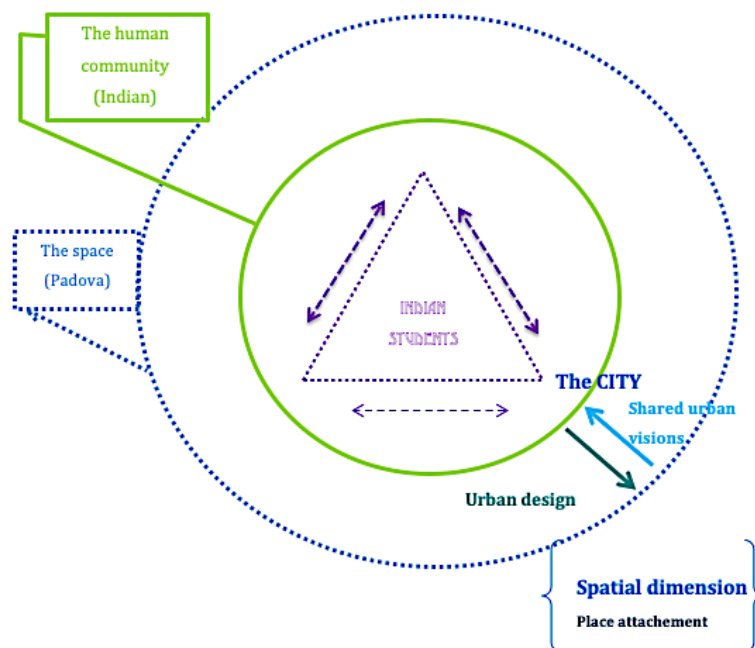 The human
community
(Indian)
The space
(Padova)
INDIAN
STUDENTS
The CITY
Shared urban
visions
Urban design
Spatial dimension
Place attachement